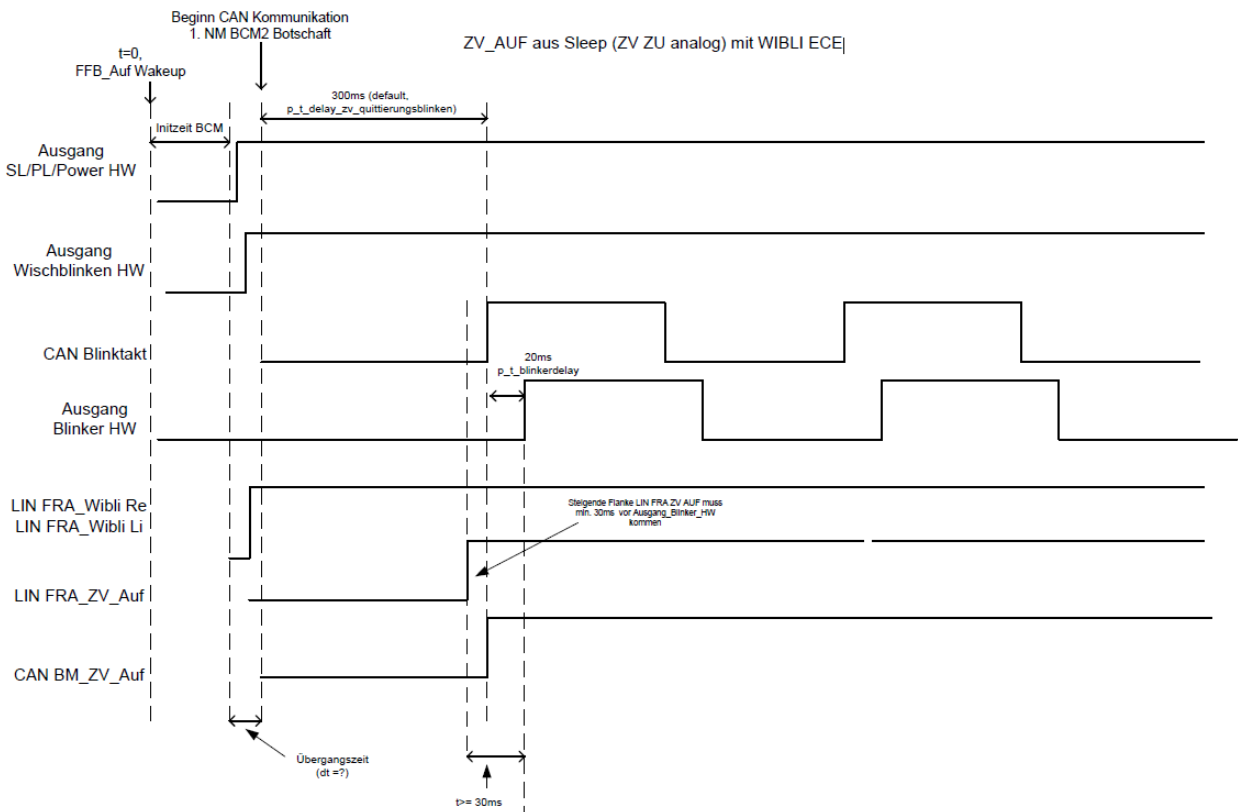 Beginn CAN Kommunikation
1. NM BCM2 Botschaft
ZV_AUF aus Sleep (ZV ZU analog) mit WIBLI ECE
t=0,
FFB_Auf Wakeup
300ms (default,
p_t_delay_zv_quittierungsblinken)
Initzeit BCM
Ausgang
SL/PL/Power HW
Ausgang
Wischblinken HW
CAN Blinktakt
20ms
p_t_blinkerdelay
Ausgang
Blinker HW
LIN FRA_Wibli Re
LIN FRA_Wibli Li
Steigende Flanke LIN FRA ZV AUF muss
min. 30ms vor Ausgang_Blinker_HW
kommen
LIN FRA_ZV_Auf
CAN BM_ZV_Auf
Übergangszeit
(dt =?)
t>= 30ms